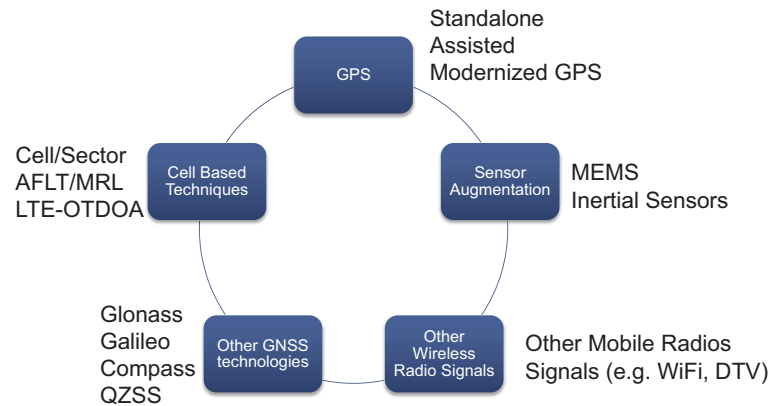 Standalone
Assisted
Modernized GPS
GPS
Cell/Sector
AFLT/MRL
LTE-OTDOA
Cell Based
Techniques
Sensor
Augmentation
MEMS
Inertial Sensors
Glonass
Galileo
Compass
QZSS
Other GNSS
technologies
Other
Wireless
Radio Signals
Other Mobile Radios
Signals (e.g. WiFi, DTV)